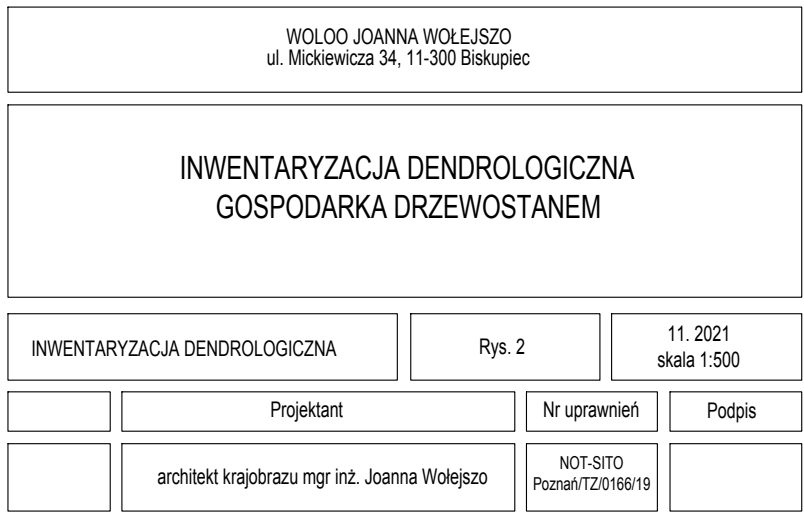 WOLOO JOANNA WOŁEJSZO
ul. Mickiewicza 34, 11-300 Biskupiec
INWENTARYZACJA DENDROLOGICZNA
GOSPODARKA DRZEWOSTANEM
INWENTARYZACJA DENDROLOGICZNA
Rys. 2
11. 2021
skala 1:500
Projektant
Nr uprawnień
Podpis
architekt krajobrazu mgr inż. Joanna Wołejszo
NOT-SITO
Poznań/TZ/0166/19